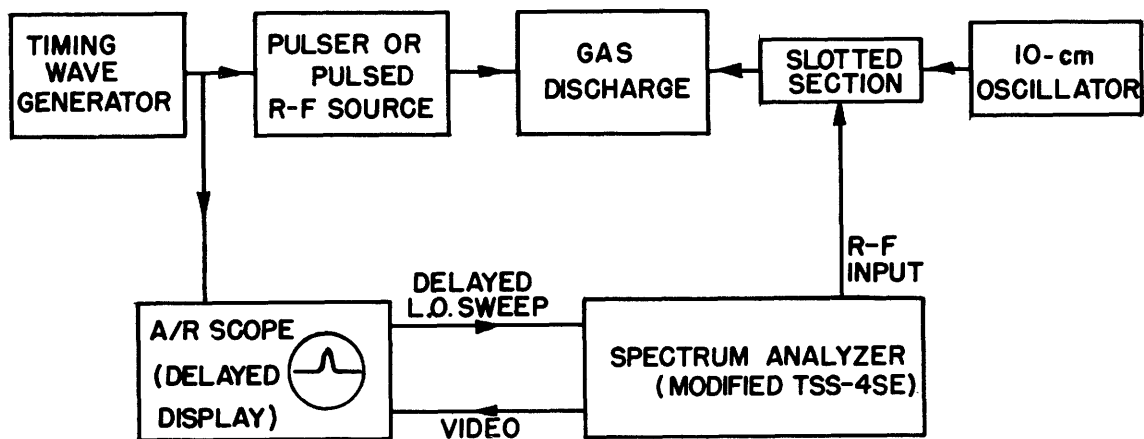 TIMING
WAVE
GENERATOR
PULSER OR
PULSED
R-F SOURCE
GAS
DISCHARGE
SLOTTED
SECTION
10-cm
OSCILLATOR
R-F
INPUT
DELAYED
L.O. SWEEP
A/R SCOPE
(DELAYED
DISPLAY)
SPECTRUM ANALYZER
(MODIFIED TSS-4SE)
VIDEO